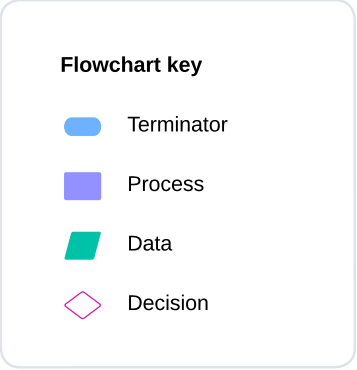 Flowchart key
Terminator
Process
Data
Decision